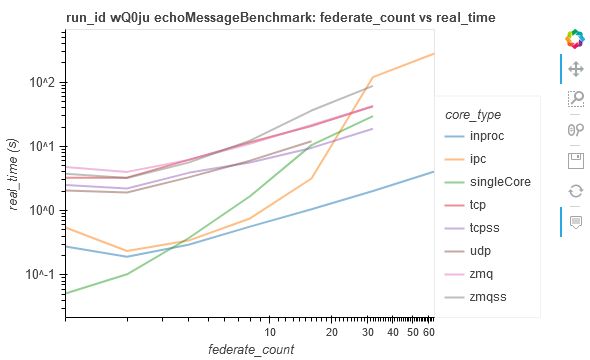 run_id wQ0ju echoMessageBenchmark: federate_count vs real_time
real_time (s)
10^2
10^1
10^0
10^-1
10 20 30 40 50 60
federate_count
core_type
inproc
ipc
singleCore
tcp
tcpss
udp
zmq
zmqss